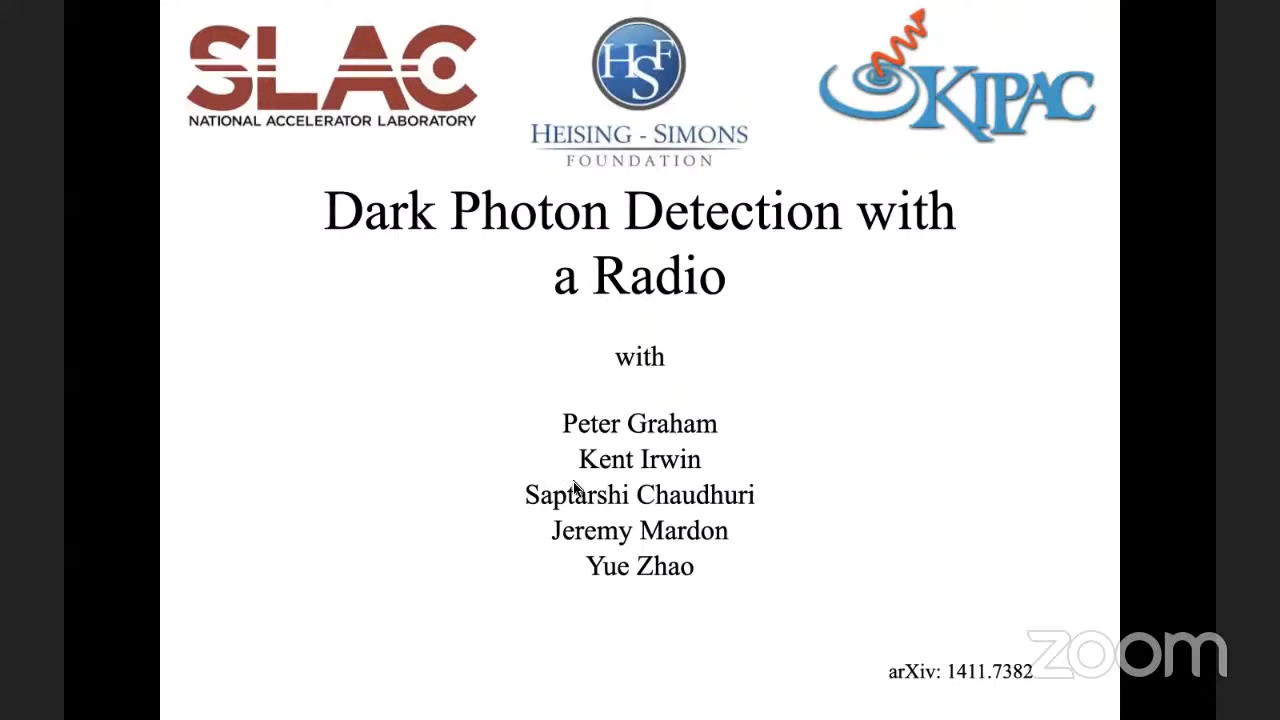 SLAC
NATIONAL ACCELERATOR LABORATORY
HSF
HEISING - SIMONS
FOUNDATION
KIPAC
Dark Photon Detection with
a Radio
with
Peter Graham
Kent Irwin
Saptarshi Chaudhuri
Jeremy Mardon
Yue Zhao
arXiv: 1411.7382
zoom